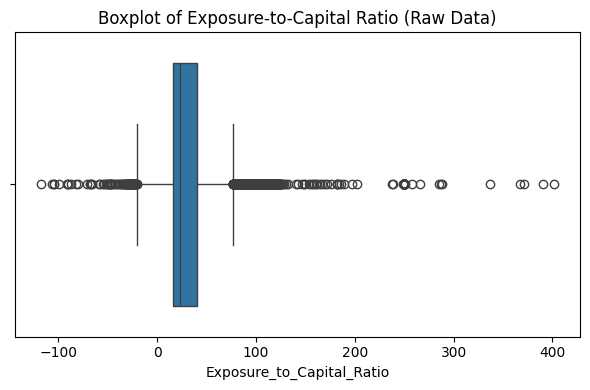 Boxplot of Exposure-to-Capital Ratio (Raw Data)
−100 0 100 200 300 400
Exposure_to_Capital_Ratio